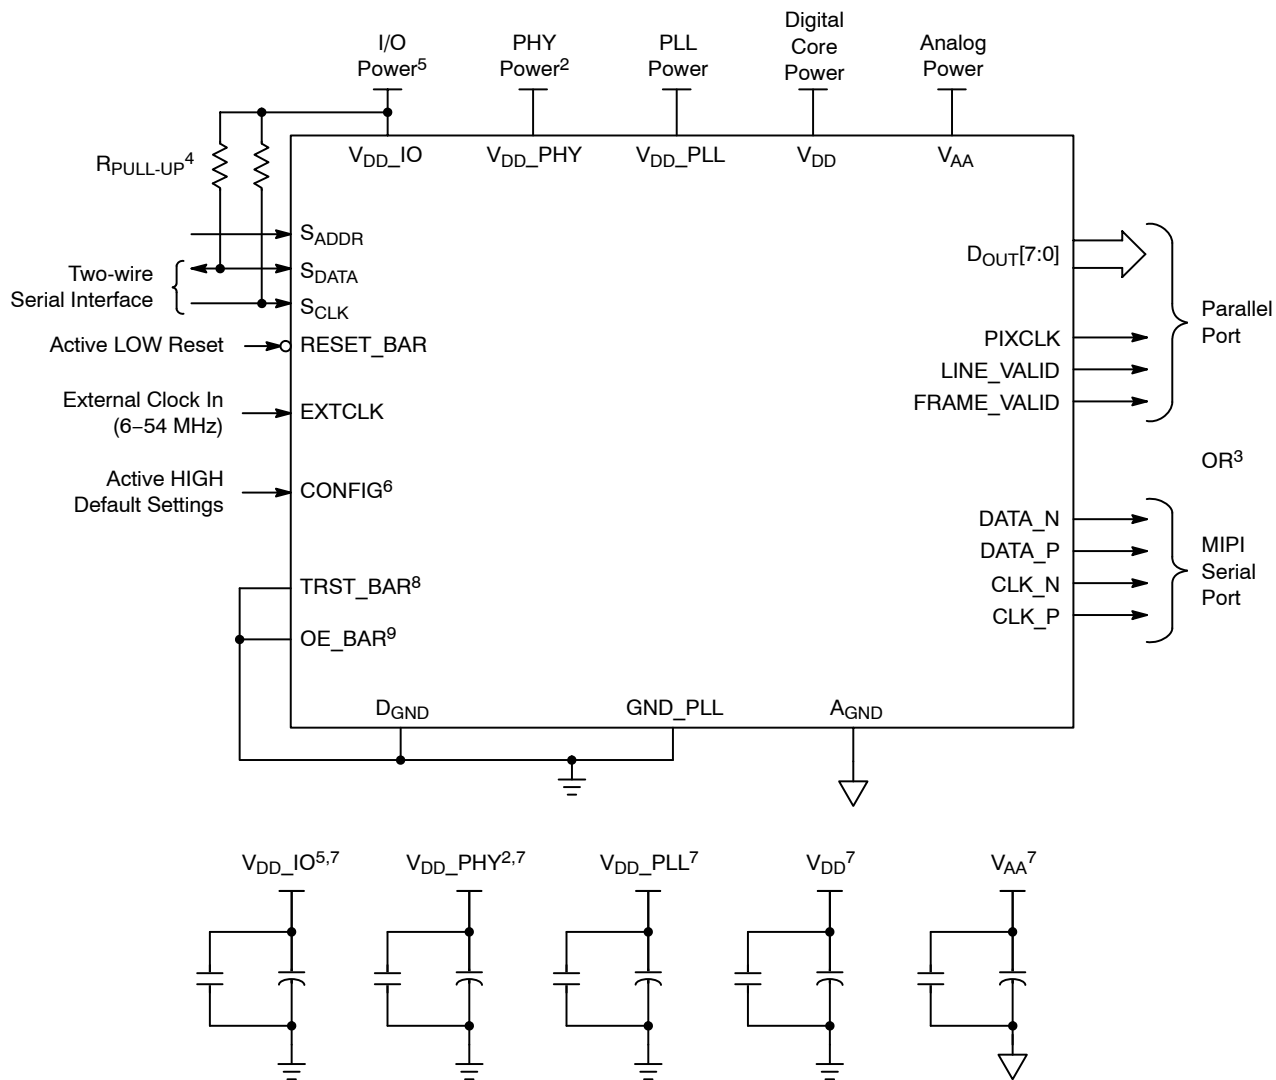 I/O
Power5
PHY
Power2
PLL
Power
Digital
Core
Power
Analog
Power
RPULL-UP4
VDD_IO
VDD_PHY
VDD_PLL
VDD
VAA
SADDR
SDATA
SCLK
Two-wire
Serial Interface
Active LOW Reset
RESET_BAR
External Clock In
(6–54 MHz)
EXTCLK
Active HIGH
Default Settings
CONFIG6
TRST_BAR8
OE_BAR9
DOUT[7:0]
PIXCLK
LINE_VALID
FRAME_VALID
Parallel
Port
OR3
DATA_N
DATA_P
CLK_N
CLK_P
MIPI
Serial
Port
DGND
GND_PLL
AGND
VDD_IO5,7
VDD_PHY2,7
VDD_PLL7
VDD7
VAA7